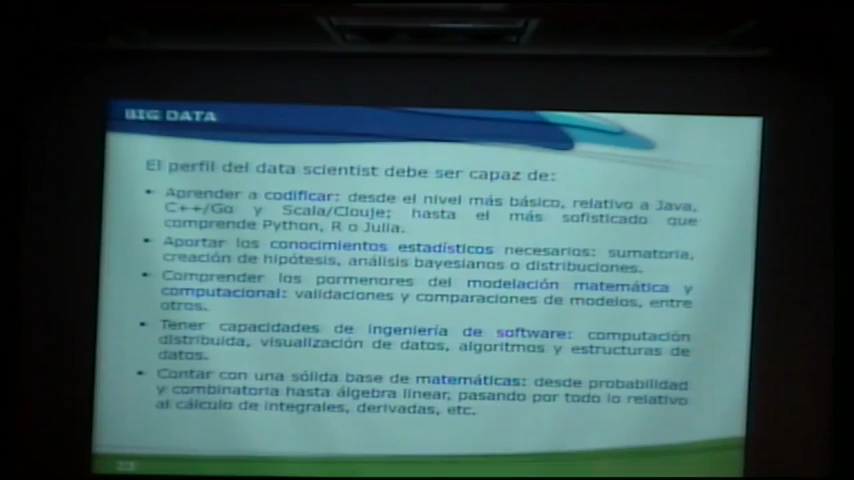 BIG DATA
El perfil del data scientist debe ser capaz de:
• Aprender a codificar: desde el nivel más básico, relativo a Java,
C++/Go y Scala/Clouje; hasta el más sofisticado que
comprende Python, R o Julia.
• Aportar los conocimientos estadísticos necesarios: sumatoria,
creación de hipótesis, análisis bayesianos o distribuciones.
• Comprender los pormenores del modelación matemática y
computacional: validaciones y comparaciones de modelos, entre
otros.
• Tener capacidades de ingeniería de software: computación
distribuida, visualización de datos, algoritmos y estructuras de
datos.
• Contar con una sólida base de matemáticas: desde probabilidad
y combinatoria hasta álgebra linear, pasando por todo lo relativo
al cálculo de integrales, derivadas, etc.
23